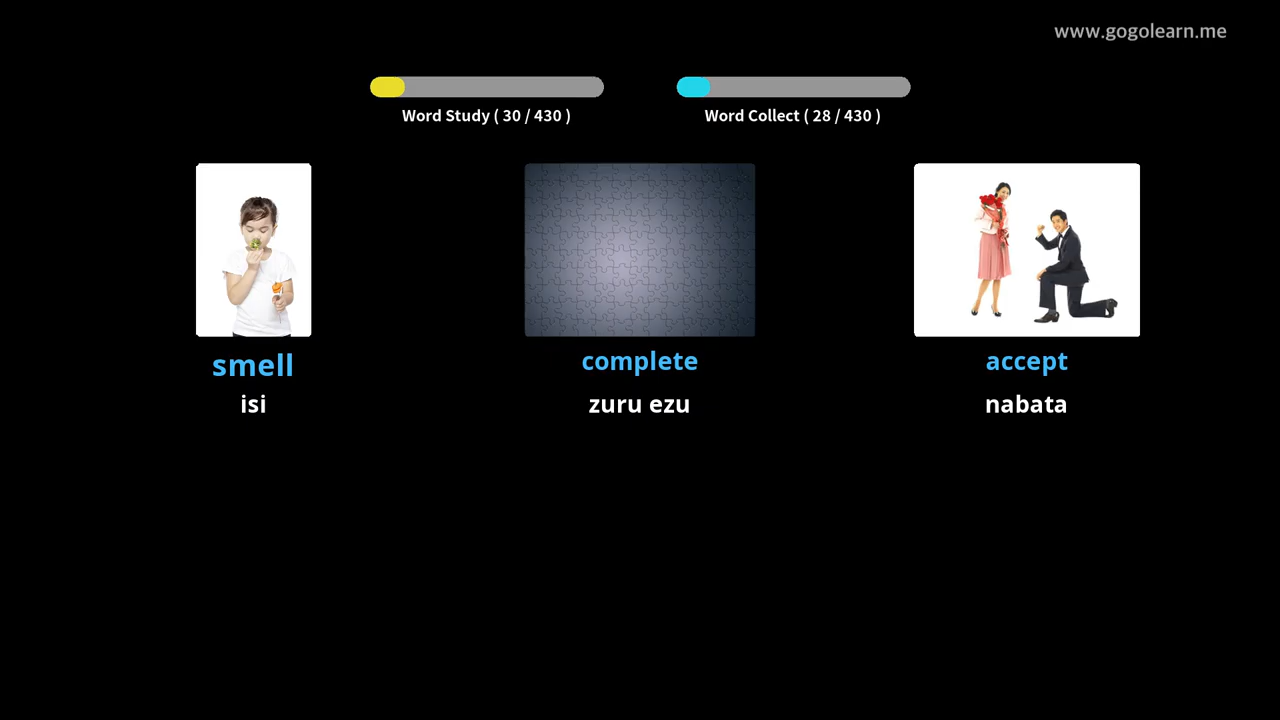 www.gogolearn.me
Word Study ( 30 / 430 )
Word Collect ( 28 / 430 )
smell
complete
accept
isi
zuru ezu
nabata